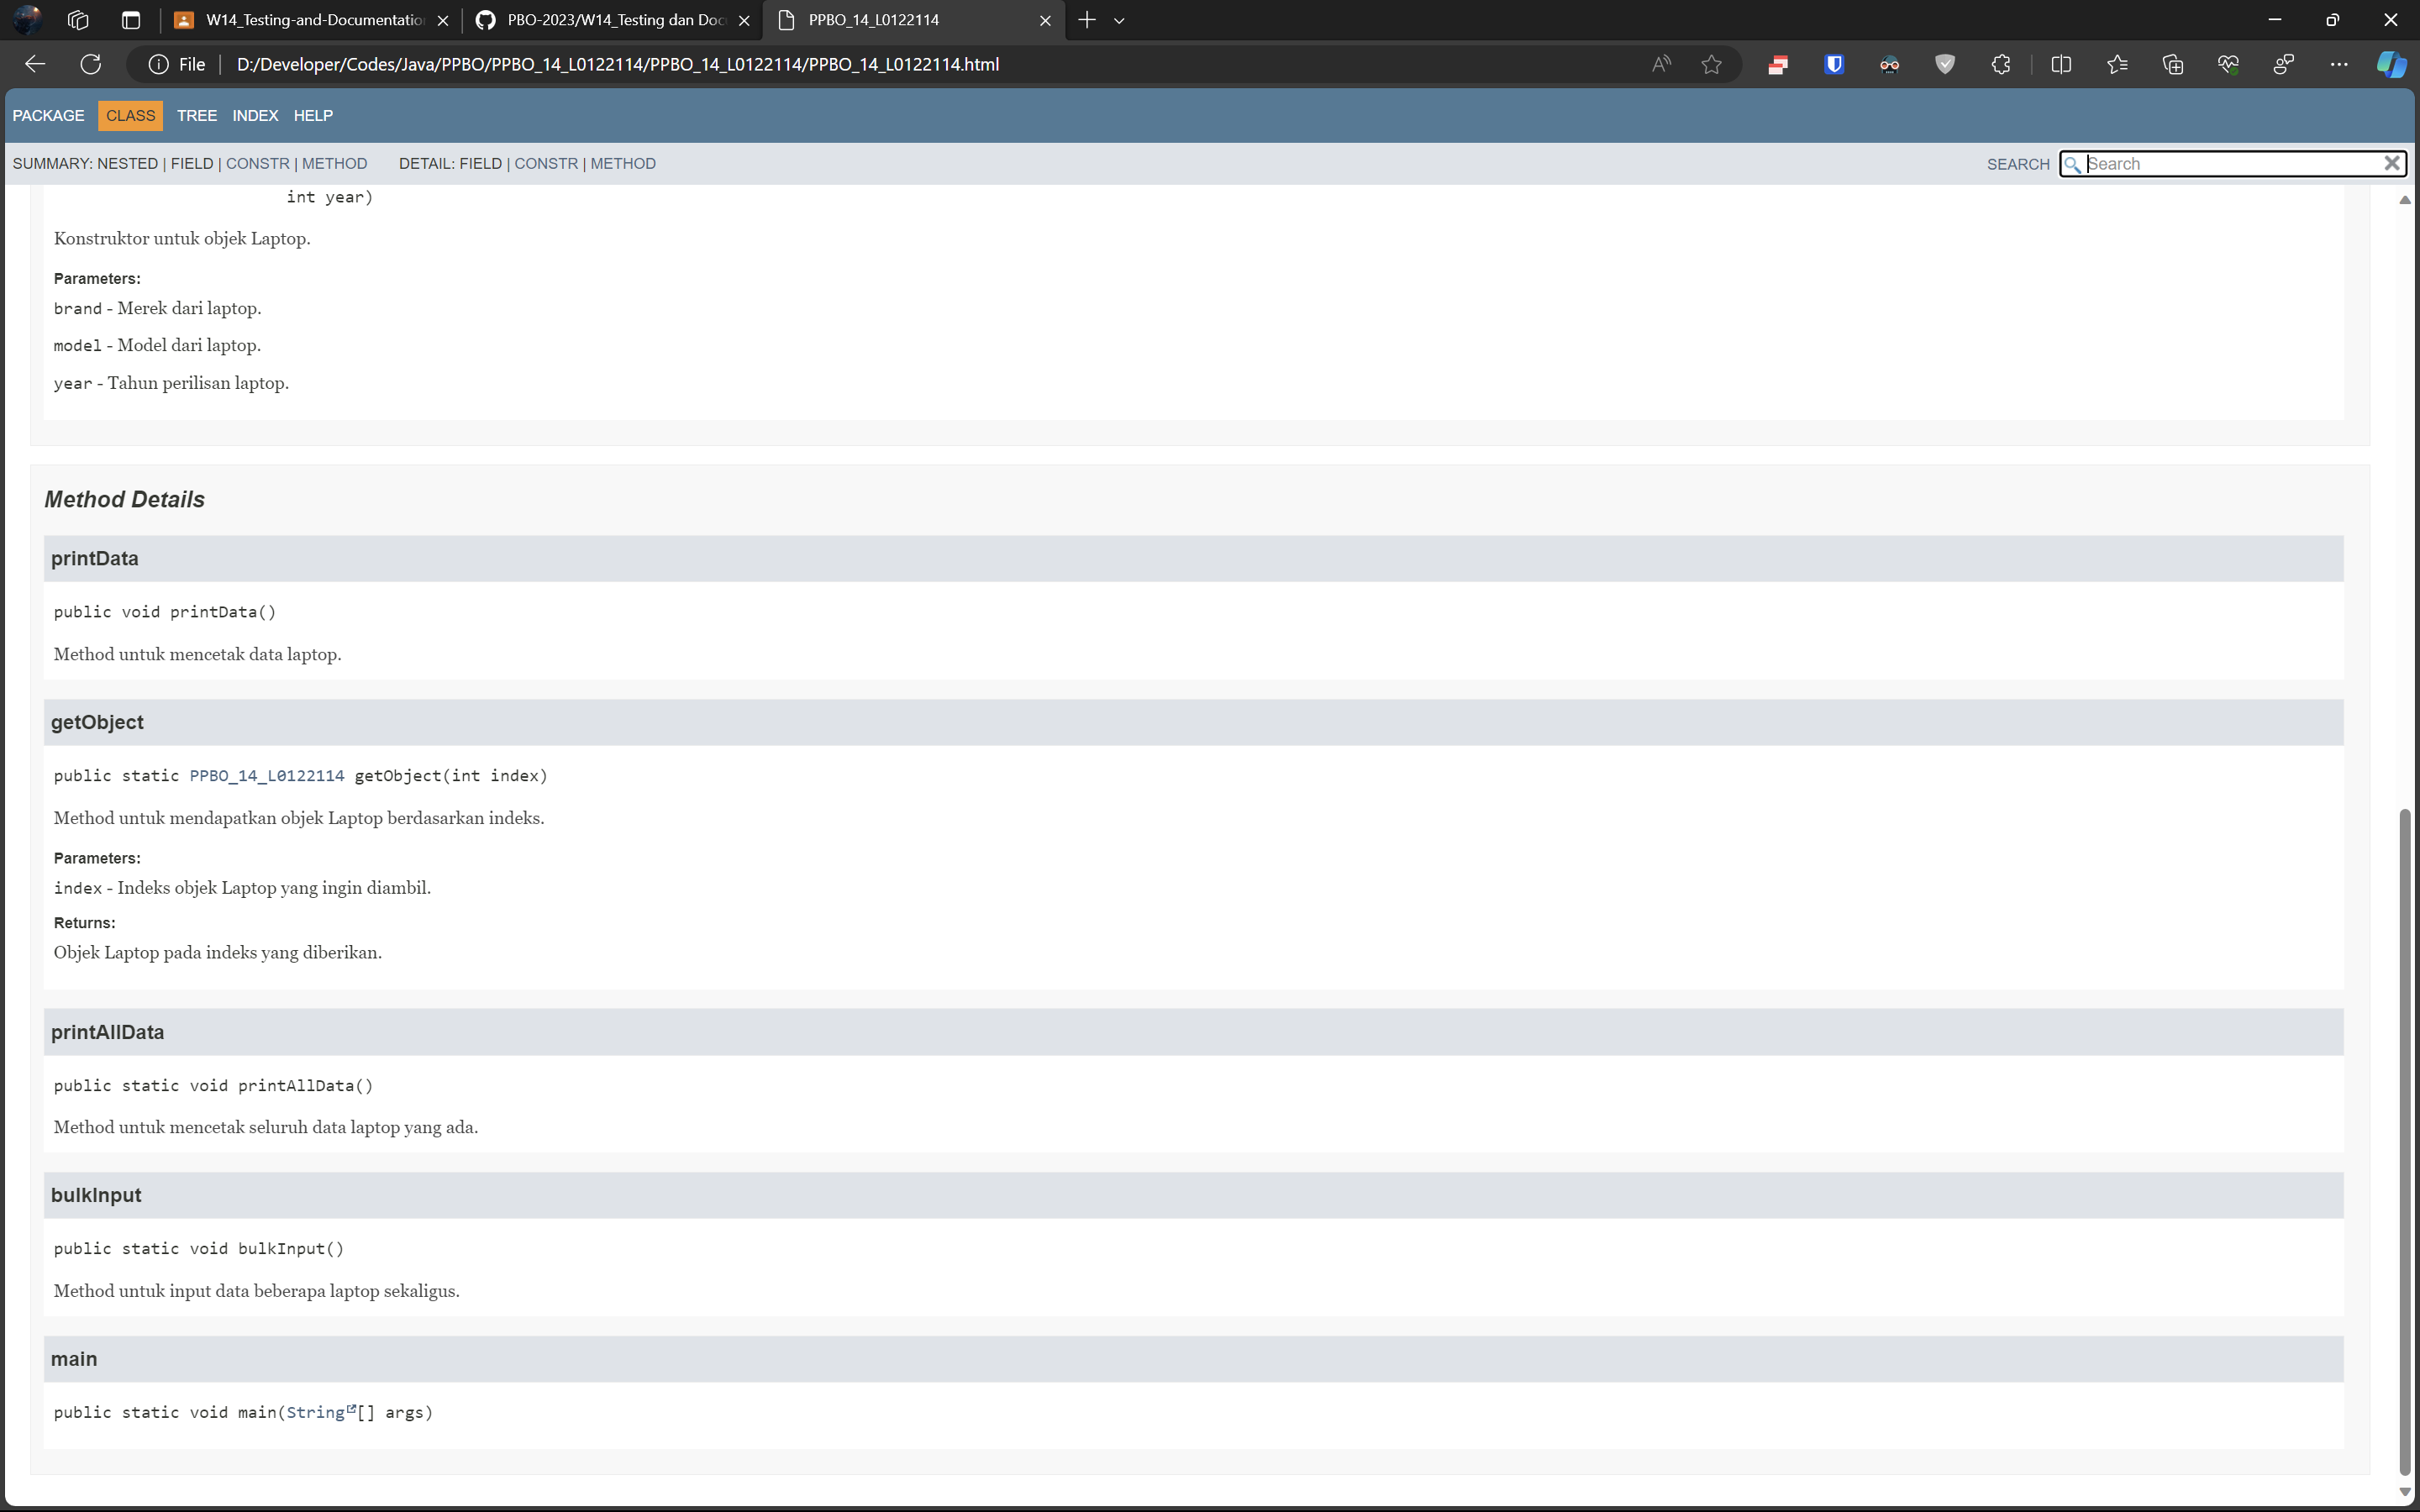 W14_Testing-and-Documentation
PBO-2023/W14_Testing dan Doc
PPBO_14_L0122114
File
D:/Developer/Codes/Java/PPBO/PPBO_14_L0122114/PPBO_14_L0122114/PPBO_14_L0122114.html
PACKAGE CLASS TREE INDEX HELP
SUMMARY: NESTED | FIELD | CONSTR | METHOD DETAIL: FIELD | CONSTR | METHOD SEARCH Search
int year)
Konstruktor untuk objek Laptop.
Parameters:
brand - Merek dari laptop.
model - Model dari laptop.
year - Tahun perilisan laptop.
Method Details
printData
public void printData()
Method untuk mencetak data laptop.
getObject
public static PPBO_14_L0122114 getObject(int index)
Method untuk mendapatkan objek Laptop berdasarkan indeks.
Parameters:
index - Indeks objek Laptop yang ingin diambil.
Returns:
Objek Laptop pada indeks yang diberikan.
printAllData
public static void printAllData()
Method untuk mencetak seluruh data laptop yang ada.
bulkInput
public static void bulkInput()
Method untuk input data beberapa laptop sekaligus.
main
public static void main(String[] args)